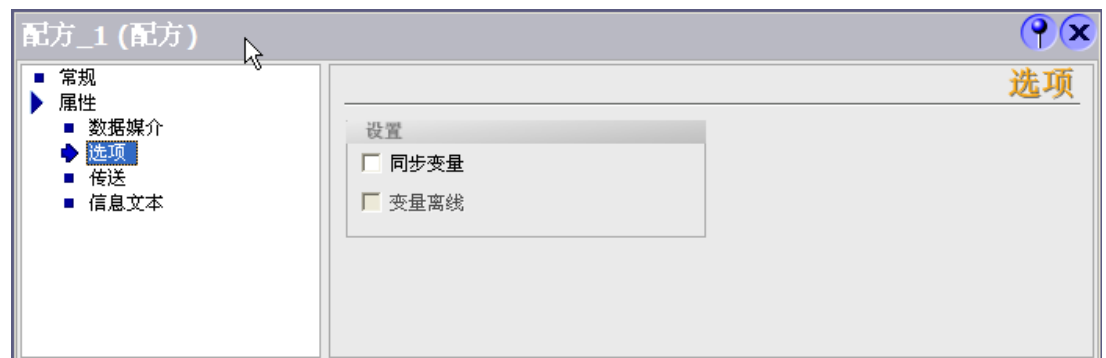 配方_1 (配方)
常规
属性
数据媒介
选项
传送
信息文本
选项
设置
同步变量
变量离线